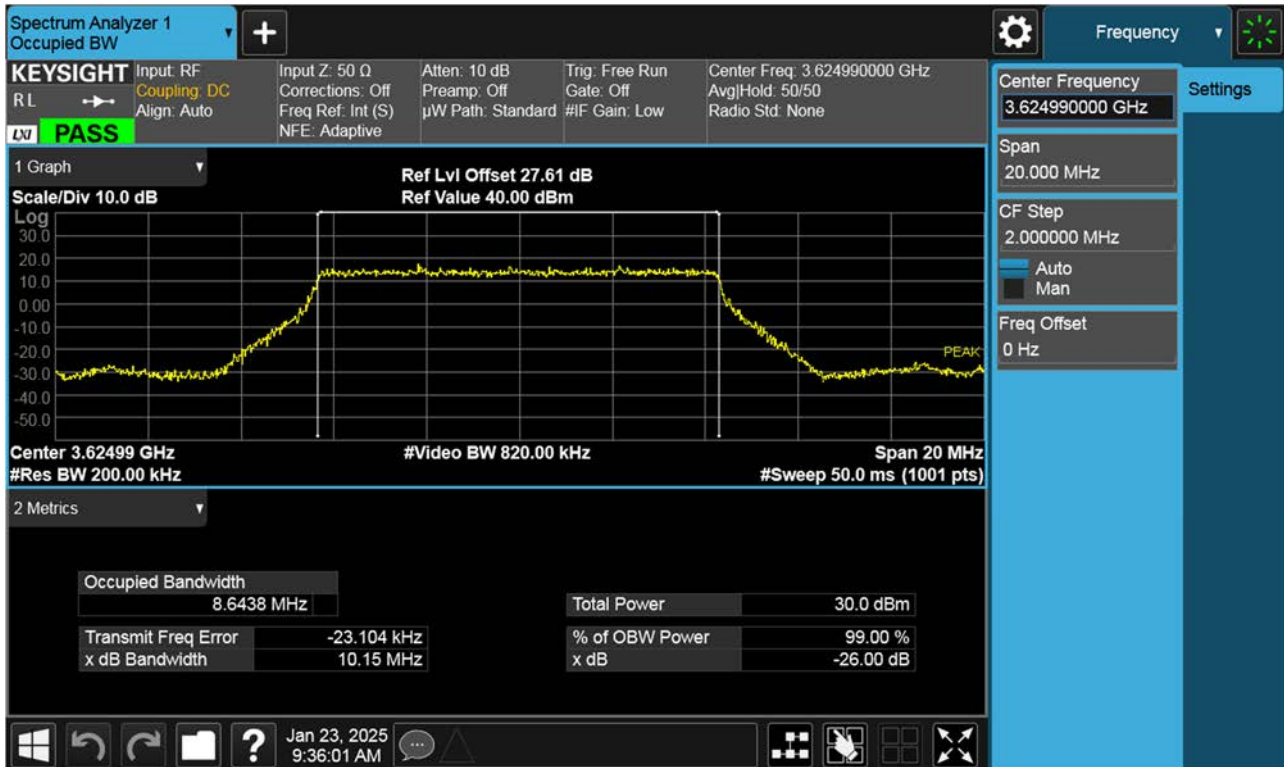 Spectrum Analyzer 1
Occupied BW
+
Frequency
KEYSIGHT
RL
LXI PASS
Input: RF
Coupling: DC
Align: Auto
Input Z: 50 Ω
Corrections: Off
Freq Ref: Int (S)
NFE: Adaptive
Atten: 10 dB
Preamp: Off
µW Path: Standard
Trig: Free Run
Gate: Off
#IF Gain: Low
Center Freq: 3.624990000 GHz
Avg|Hold: 50/50
Radio Std: None
Center Frequency
3.624990000 GHz
Settings
Span
20.000 MHz
CF Step
2.000000 MHz
Auto
Man
Freq Offset
0 Hz
1 Graph
Ref Lvl Offset 27.61 dB
Scale/Div 10.0 dB
Ref Value 40.00 dBm
Log
30.0
20.0
10.0
0.00
-10.0
-20.0
PEAK
-30.0
-40.0
-50.0
Center 3.62499 GHz
#Video BW 820.00 kHz
Span 20 MHz
#Res BW 200.00 kHz
#Sweep 50.0 ms (1001 pts)
2 Metrics
Occupied Bandwidth
8.6438 MHz
Total Power 30.0 dBm
Transmit Freq Error -23.104 kHz
% of OBW Power 99.00 %
x dB Bandwidth 10.15 MHz
x dB -26.00 dB
?
Jan 23, 2025
9:36:01 AM